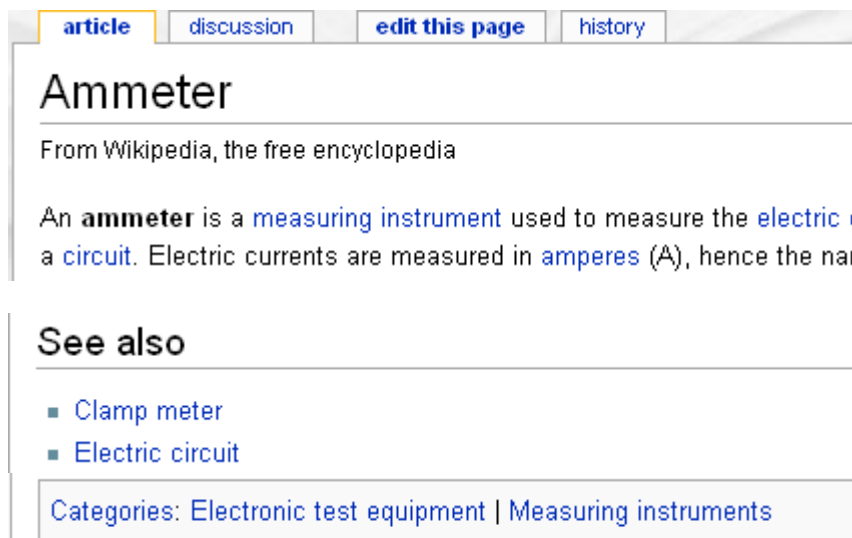 article discussion edit this page history
Ammeter
From Wikipedia, the free encyclopedia
An ammeter is a measuring instrument used to measure the electric
a circuit. Electric currents are measured in amperes (A), hence the
See also
Clamp meter
Electric circuit
Categories: Electronic test equipment | Measuring instruments